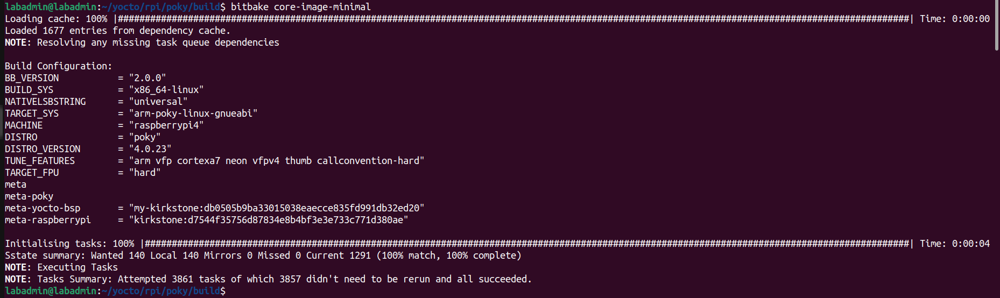 labadmin@labadmin:~/yocto/rpi/poky/build$ bitbake core-image-minimal
Loading cache: 100% |###################################################################################################################################################| Time: 0:00:00
Loaded 1677 entries from dependency cache.
NOTE: Resolving any missing task queue dependencies

Build Configuration:
BB_VERSION           = "2.0.0"
BUILD_SYS            = "x86_64-linux"
NATIVELSBSTRING      = "universal"
TARGET_SYS           = "arm-poky-linux-gnueabi"
MACHINE              = "raspberrypi4"
DISTRO               = "poky"
DISTRO_VERSION       = "4.0.23"
TUNE_FEATURES        = "arm vfp cortexa7 neon vfpv4 thumb callconvention-hard"
TARGET_FPU           = "hard"
meta
meta-poky
meta-yocto-bsp       = "my-kirkstone:db0505b9ba33015038eaecce835fd991db32ed20"
meta-raspberrypi     = "kirkstone:d7544f35756d87834e8b4bf3e3e733c771d380ae"

Initialising tasks: 100% |##############################################################################################################################################| Time: 0:00:04
Sstate summary: Wanted 140 Local 140 Mirrors 0 Missed 0 Current 1291 (100% match, 100% complete)
NOTE: Executing Tasks
NOTE: Tasks Summary: Attempted 3861 tasks of which 3857 didn't need to be rerun and all succeeded.
labadmin@labadmin:~/yocto/rpi/poky/build$